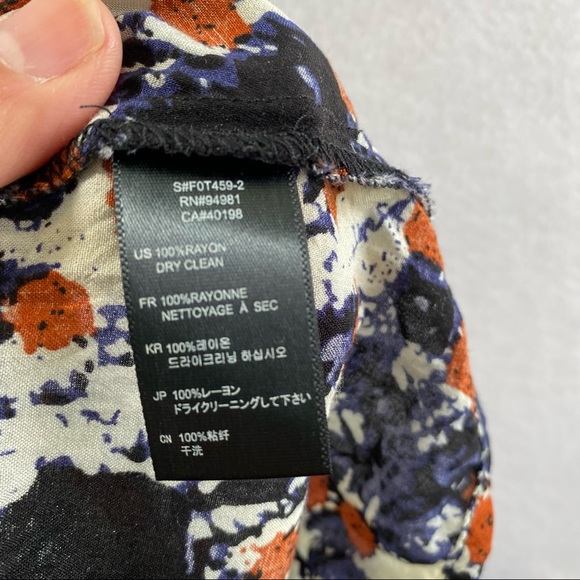 S#F0T459-2
RN#94981
CA#40198
US 100%RAYON
DRY CLEAN
FR 100%RAYONNE
NETTOYAGE À SEC
KR 100%레이온
드라이크리닝 하십시오
JP 100%レーヨン
ドライクリーニングして下さい
CN 100%粘纤
干洗